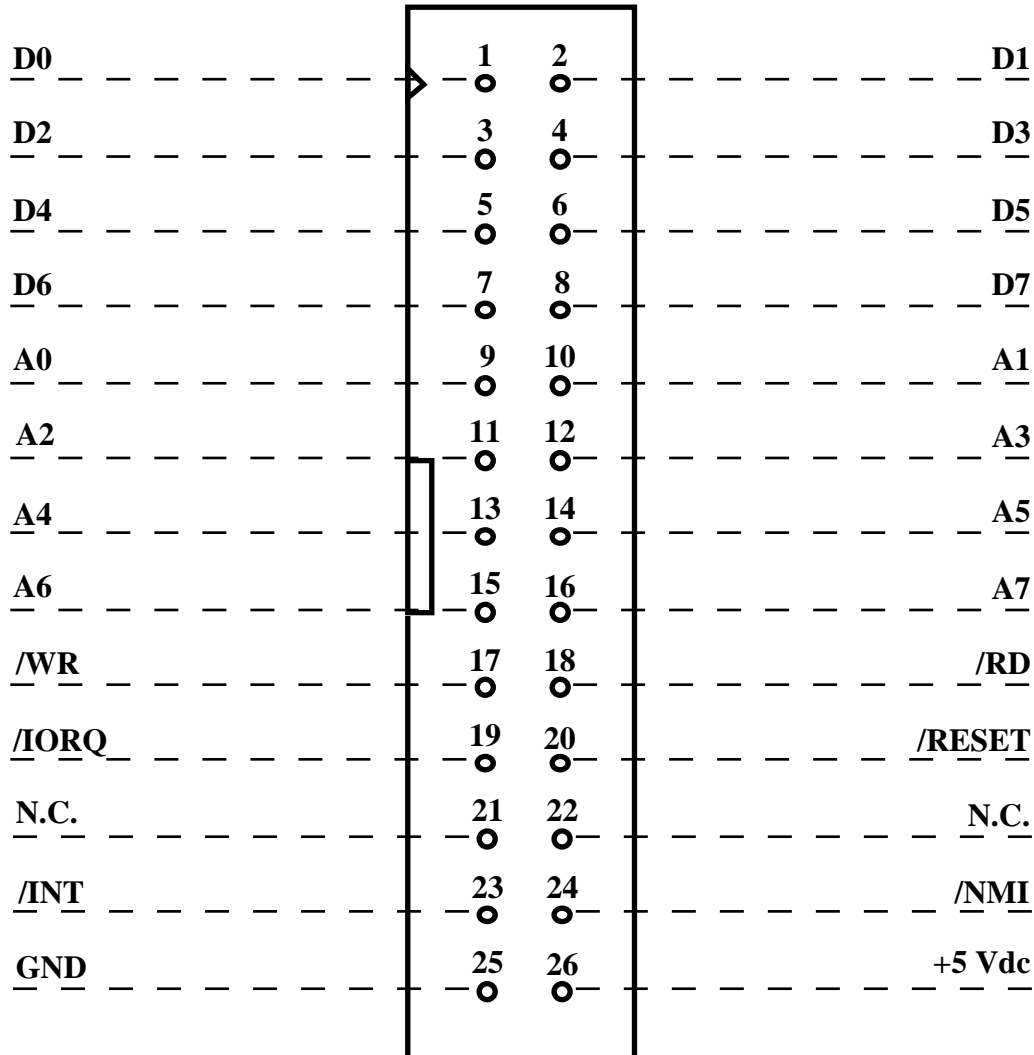 D0 1 2 D1
D2 3 4 D3
D4 5 6 D5
D6 7 8 D7
A0 9 10 A1
A2 11 12 A3
A4 13 14 A5
A6 15 16 A7
/WR 17 18 /RD
/IORQ 19 20 /RESET
N.C. 21 22 N.C.
/INT 23 24 /NMI
GND 25 26 +5 Vdc